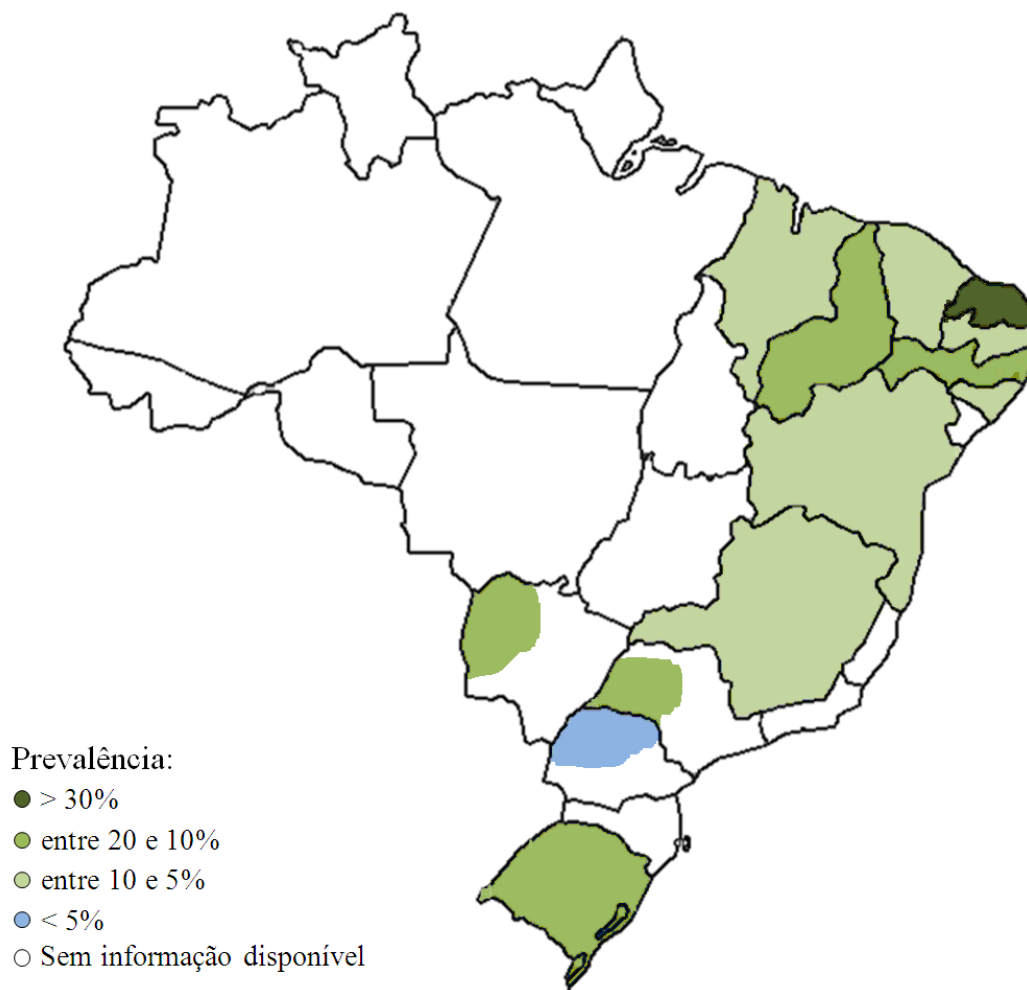 Prevalência:
> 30%
entre 20 e 10%
entre 10 e 5%
< 5%
Sem informação disponível